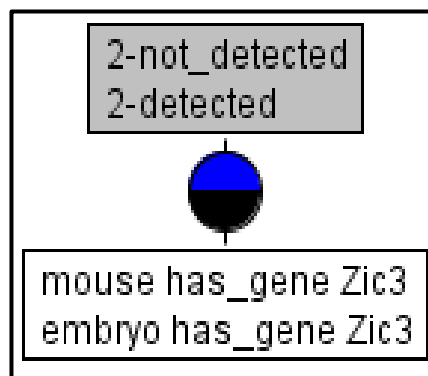 2-not_detected
2-detected
mouse has_gene Zic3
embryo has_gene Zic3